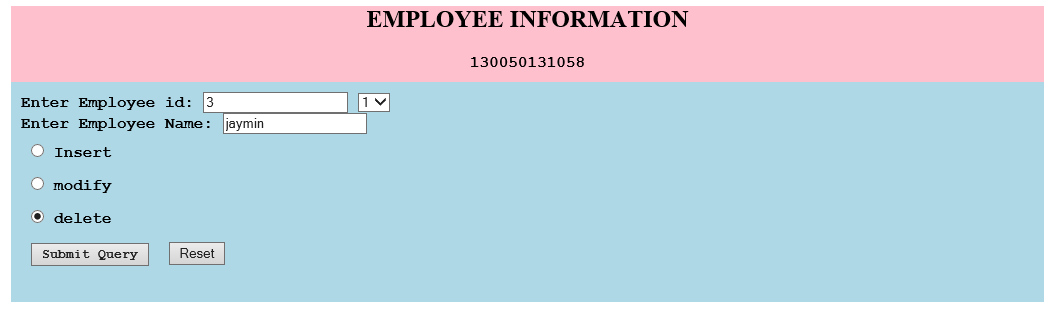 EMPLOYEE INFORMATION
130050131058
Enter Employee id: 3 1
Enter Employee Name: jaymin
Insert
modify
delete
Submit Query Reset